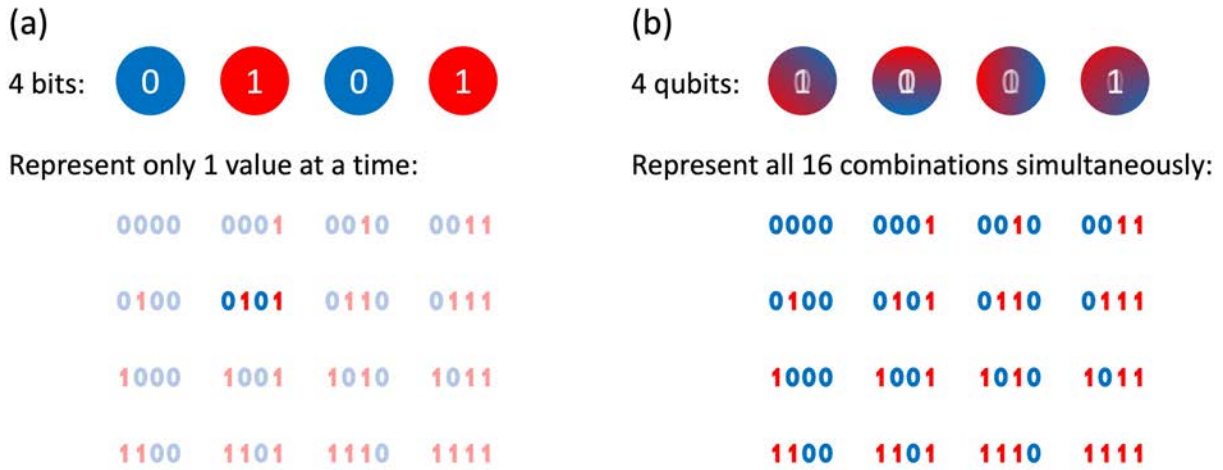 (a)
4 bits: 0 1 0 1
Represent only 1 value at a time:
0000 0001 0010 0011
0100 0101 0110 0111
1000 1001 1010 1011
1100 1101 1110 1111
(b)
4 qubits:
Represent all 16 combinations simultaneously:
0000 0001 0010 0011
0100 0101 0110 0111
1000 1001 1010 1011
1100 1101 1110 1111